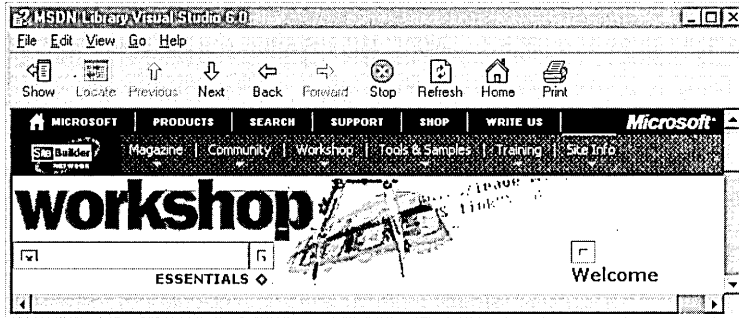 MSDN Library Visual Studio 6.0
File Edit View Go Help
Show Locate Previous Next Back Forward Stop Refresh Home Print
MICROSOFT PRODUCTS SEARCH SUPPORT SHOP WRITE US Microsoft
Site Builder NETWORK Magazine Community Workshop Tools & Samples Training Site Info
workshop
ESSENTIALS
Welcome